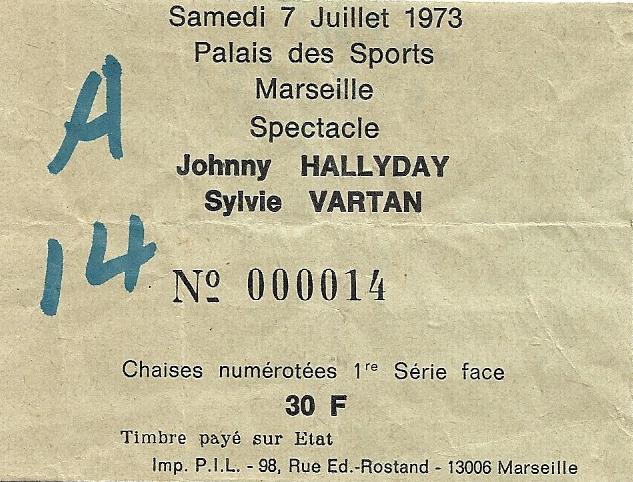 Samedi 7 Juillet 1973
Palais des Sports
Marseille
Spectacle
Johnny HALLYDAY
Sylvie VARTAN
A
14
Nº 000014
Chaises numérotées 1re Série face
30 F
Timbre payé sur Etat
Imp. P.I.L. - 98, Rue Ed.-Rostand - 13006 Marseille